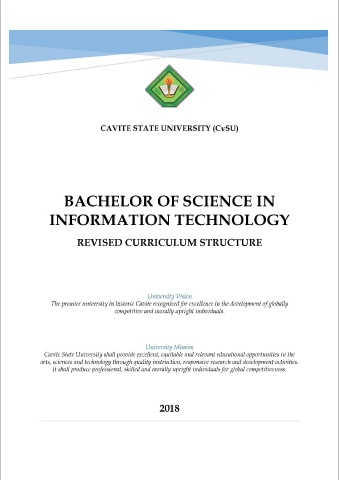 CAVITE STATE UNIVERSITY (CvSU)
BACHELOR OF SCIENCE IN
INFORMATION TECHNOLOGY
REVISED CURRICULUM STRUCTURE
University Vision
The premier university in historic Cavite recognized for excellence in the development of globally
competitive and morally upright individuals.
University Mission
Cavite State University shall provide excellent, equitable and relevant educational opportunities in the
arts, sciences and technology through quality instruction, responsive research and development activities.
It shall produce professional, skilled and morally upright individuals for global competitiveness.
2018